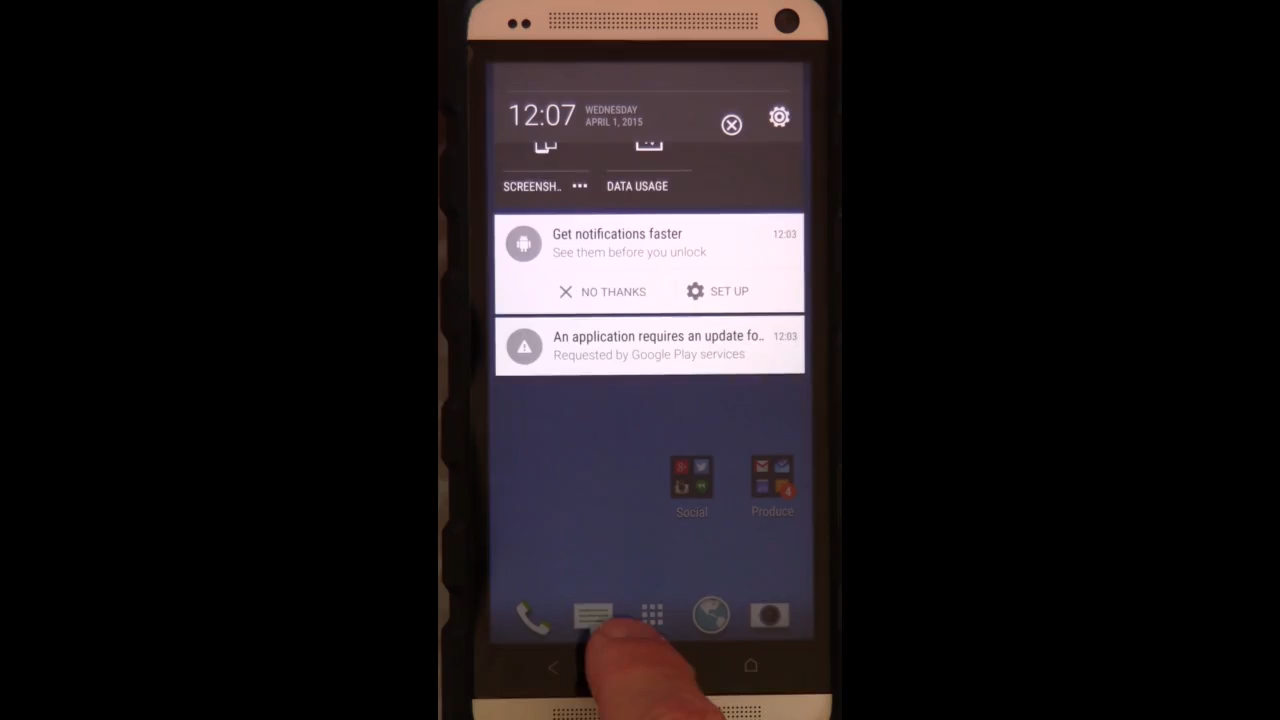 12:07
WEDNESDAY
APRIL 1, 2015
SCREENSH.. •••
DATA USAGE
Get notifications faster
12:03
See them before you unlock
NO THANKS
SET UP
An application requires an update fo..
12:03
Requested by Google Play services
4
Social
Produce